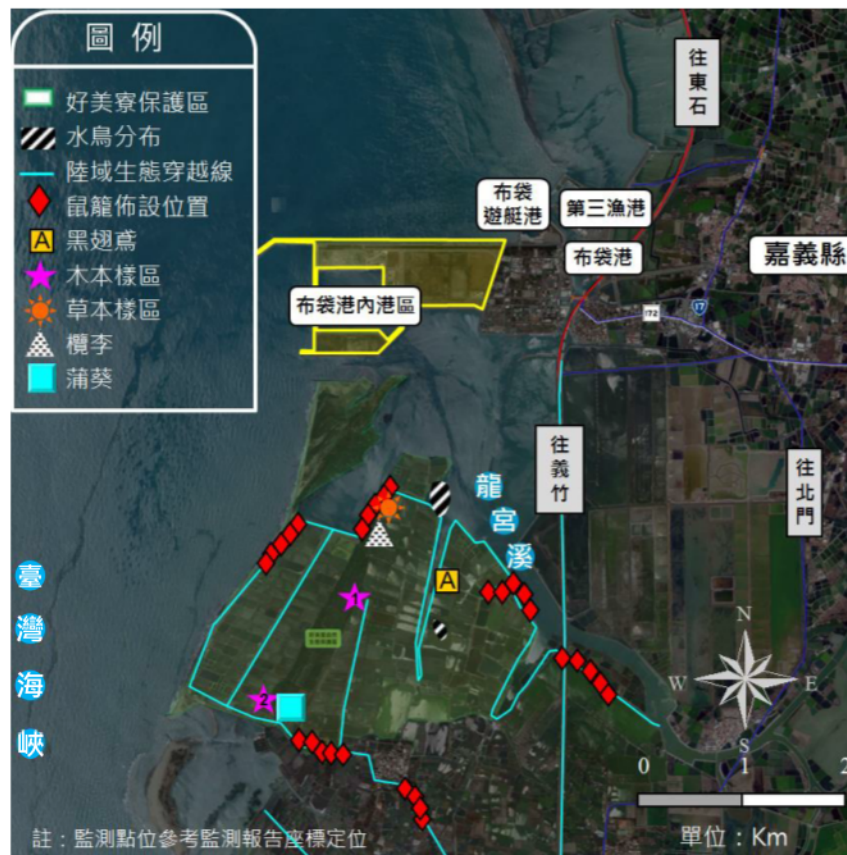 圖 例
好美寮保護區
水鳥分布
陸域生態穿越線
鼠籠佈設位置
A
黑翅鳶
木本樣區
草本樣區
欖李
蒲葵
往東石
布袋
遊艇港
第三漁港
布袋港
嘉義縣
布袋港內港區
17
172
往義竹
往北門
龍宮溪
A
1
2
臺灣海峽
N
W
E
S
0
1
2
單位：Km
註：監測點位參考監測報告座標定位